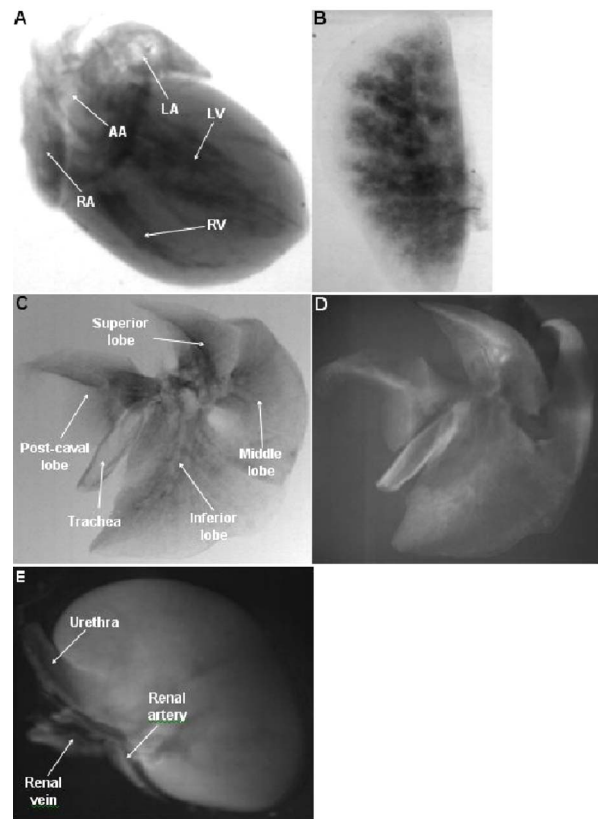 A
LA
LV
AA
RA
RV
B
C
Superior
lobe
Post-caval
lobe
Middle
lobe
Trachea
Inferior
lobe
D
E
Urethra
Renal
artery
Renal
vein